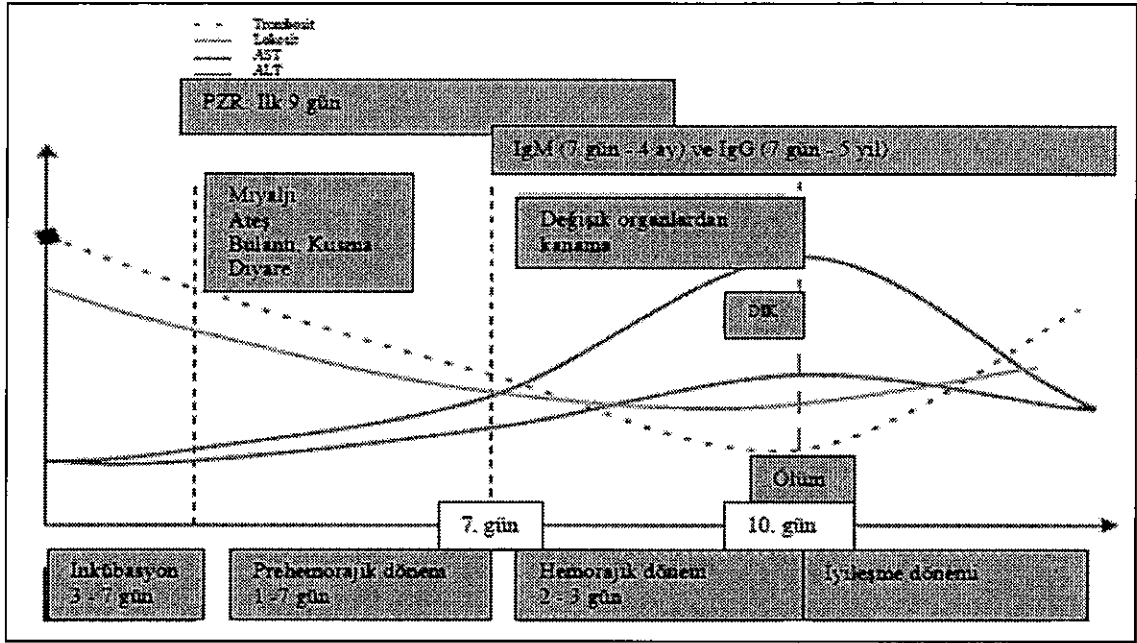 Trombosit
Lökosit
AST
ALT
PZR: İlk 9 gün
IgM (7 gün - 4 ay) ve IgG (7 gün - 5 yıl)
Miyalji
Ateş
Bulantı, Kusma
Diyare
Değişik organlardan
kanama
DIK
Ölüm
7. gün
10. gün
İnkübasyon
3 - 7 gün
Prehemorajik dönem
1 -7 gün
Hemorajik dönem
2 - 3 gün
İyileşme dönemi